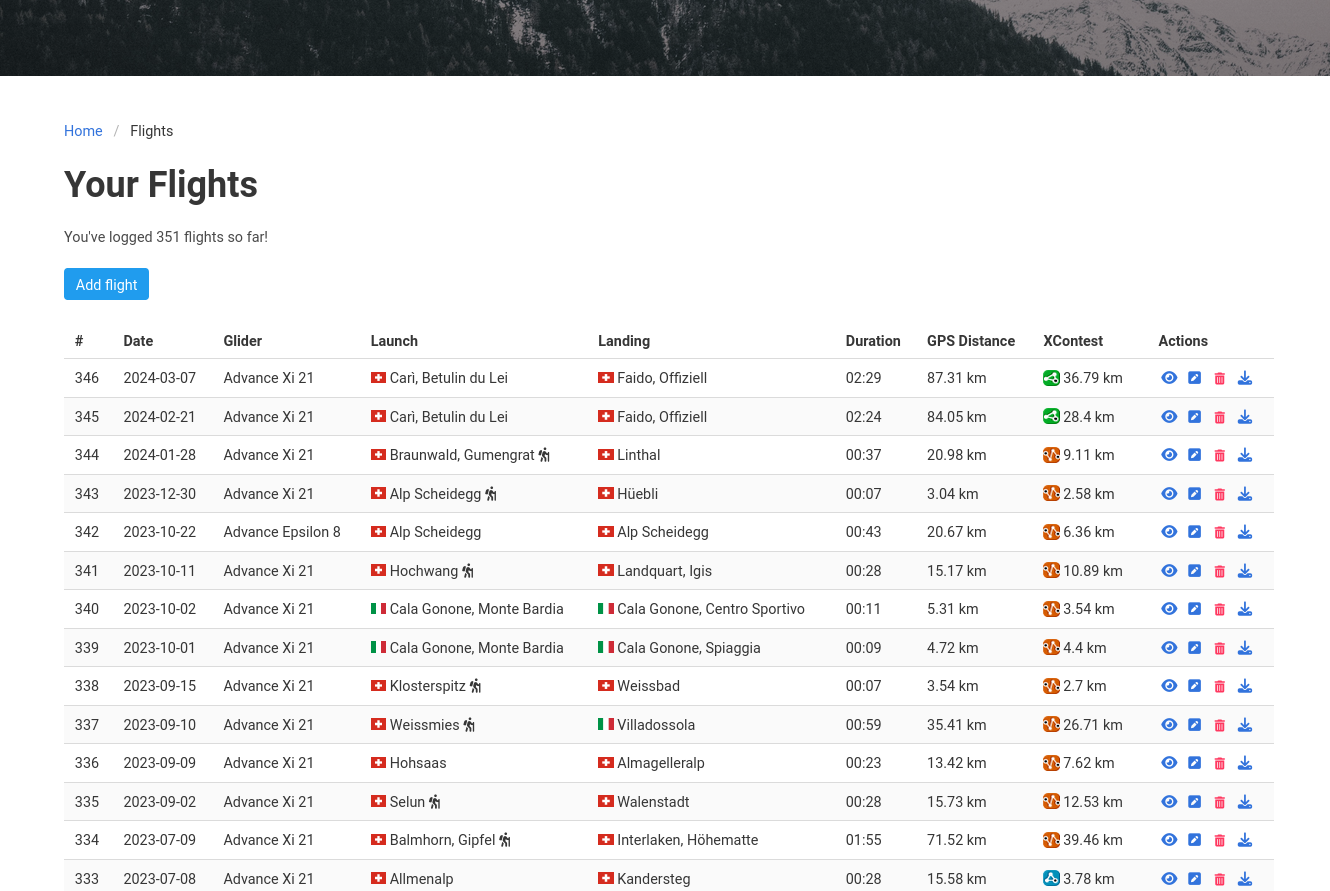 Home / Flights
Your Flights
You've logged 351 flights so far!
Add flight
# Date Glider Launch Landing Duration GPS Distance XContest Actions
346 2024-03-07 Advance Xi 21 Carì, Betulin du Lei Faido, Offiziell 02:29 87.31 km 36.79 km
345 2024-02-21 Advance Xi 21 Carì, Betulin du Lei Faido, Offiziell 02:24 84.05 km 28.4 km
344 2024-01-28 Advance Xi 21 Braunwald, Gumengrat Linthal 00:37 20.98 km 9.11 km
343 2023-12-30 Advance Xi 21 Alp Scheidegg Hüebli 00:07 3.04 km 2.58 km
342 2023-10-22 Advance Epsilon 8 Alp Scheidegg Alp Scheidegg 00:43 20.67 km 6.36 km
341 2023-10-11 Advance Xi 21 Hochwang Landquart, Igis 00:28 15.17 km 10.89 km
340 2023-10-02 Advance Xi 21 Cala Gonone, Monte Bardia Cala Gonone, Centro Sportivo 00:11 5.31 km 3.54 km
339 2023-10-01 Advance Xi 21 Cala Gonone, Monte Bardia Cala Gonone, Spiaggia 00:09 4.72 km 4.4 km
338 2023-09-15 Advance Xi 21 Klosterspitz Weissbad 00:07 3.54 km 2.7 km
337 2023-09-10 Advance Xi 21 Weissmies Villadossola 00:59 35.41 km 26.71 km
336 2023-09-09 Advance Xi 21 Hohsaas Almagelleralp 00:23 13.42 km 7.62 km
335 2023-09-02 Advance Xi 21 Selun Walenstadt 00:28 15.73 km 12.53 km
334 2023-07-09 Advance Xi 21 Balmhorn, Gipfel Interlaken, Höhematte 01:55 71.52 km 39.46 km
333 2023-07-08 Advance Xi 21 Allmenalp Kandersteg 00:28 15.58 km 3.78 km